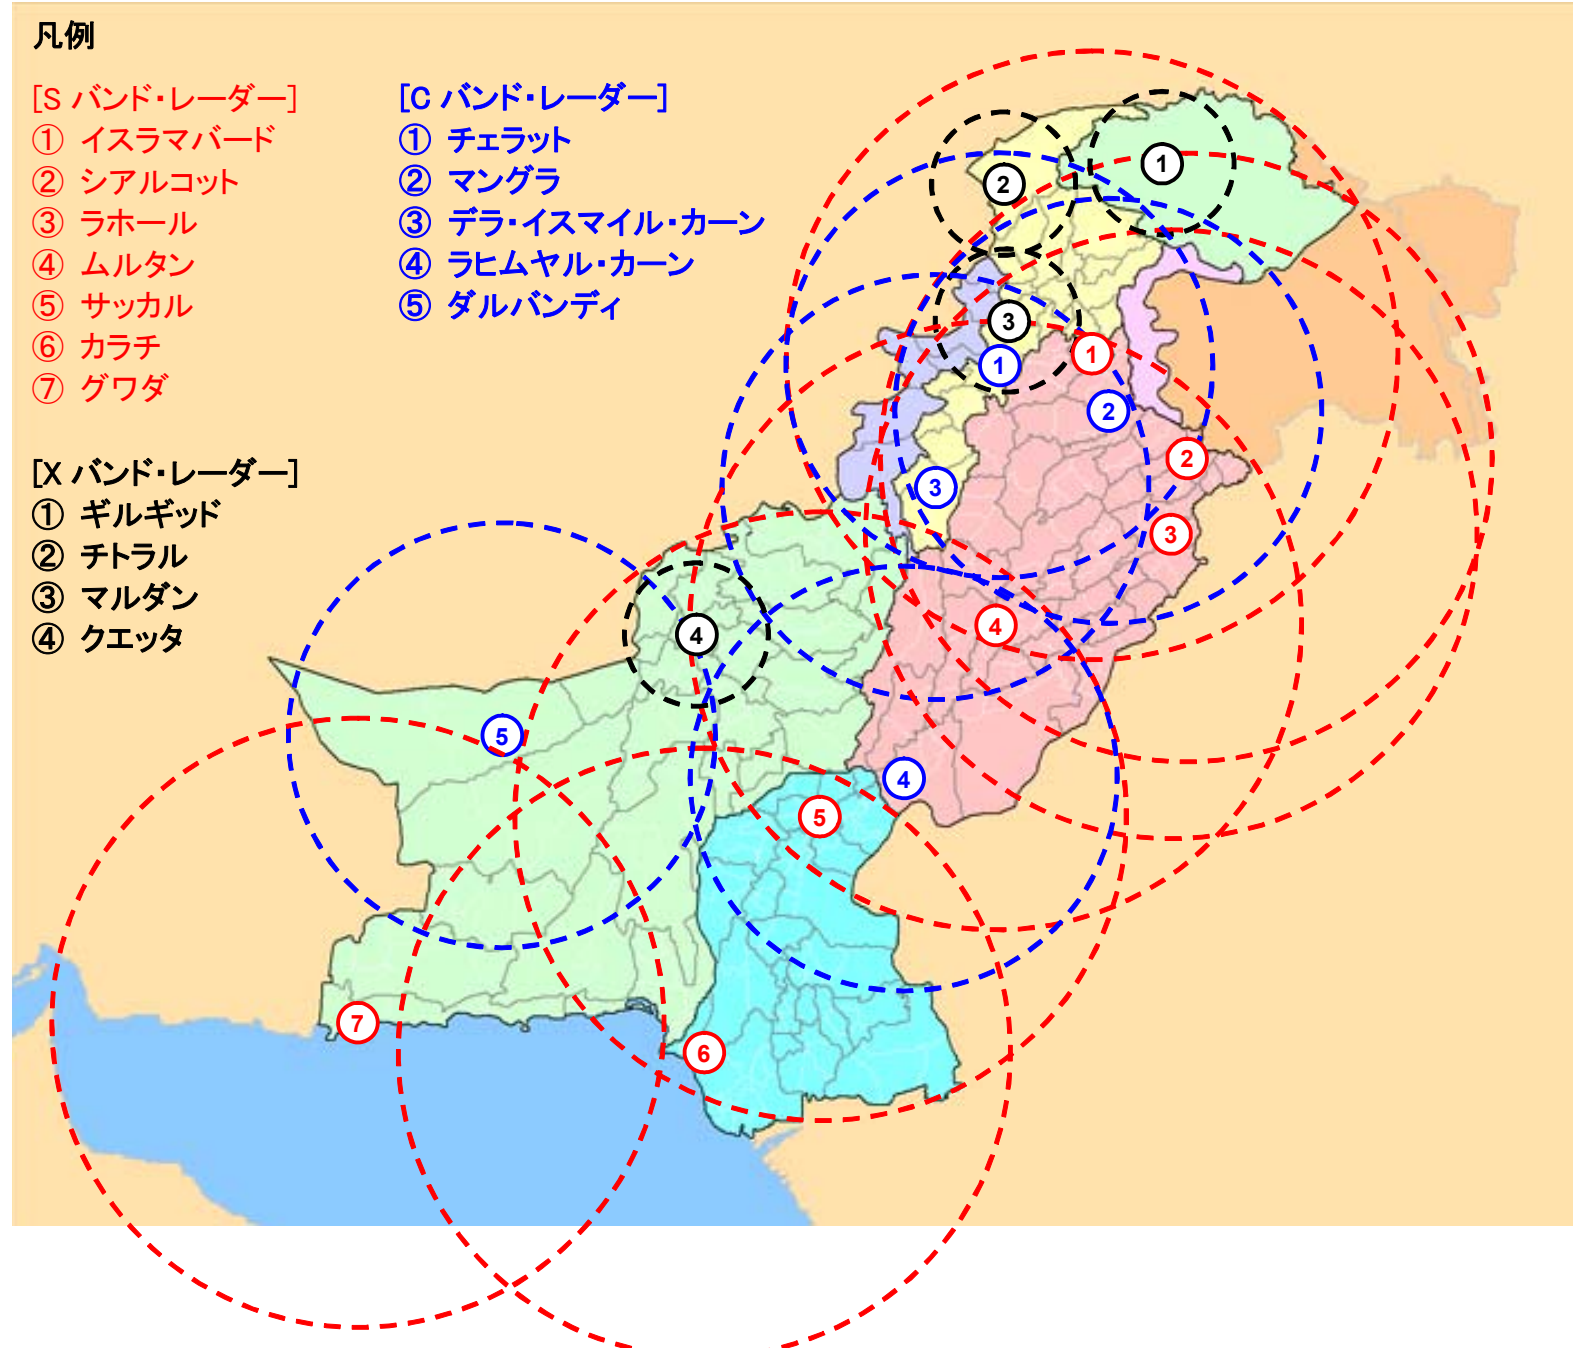 凡例
[S バンド・レーダー]
① イスラマバード
② シアルコット
③ ラホール
④ ムルタン
⑤ サッカル
⑥ カラチ
⑦ グワダ
[C バンド・レーダー]
① チェラット
② マングラ
③ デラ・イスマイル・カーン
④ ラヒムヤル・カーン
⑤ ダルバンディ
[X バンド・レーダー]
① ギルギッド
② チトラル
③ マルダン
④ クエッタ
1
2
3
1
1
2
2
3
3
4
4
5
4
5
7
6